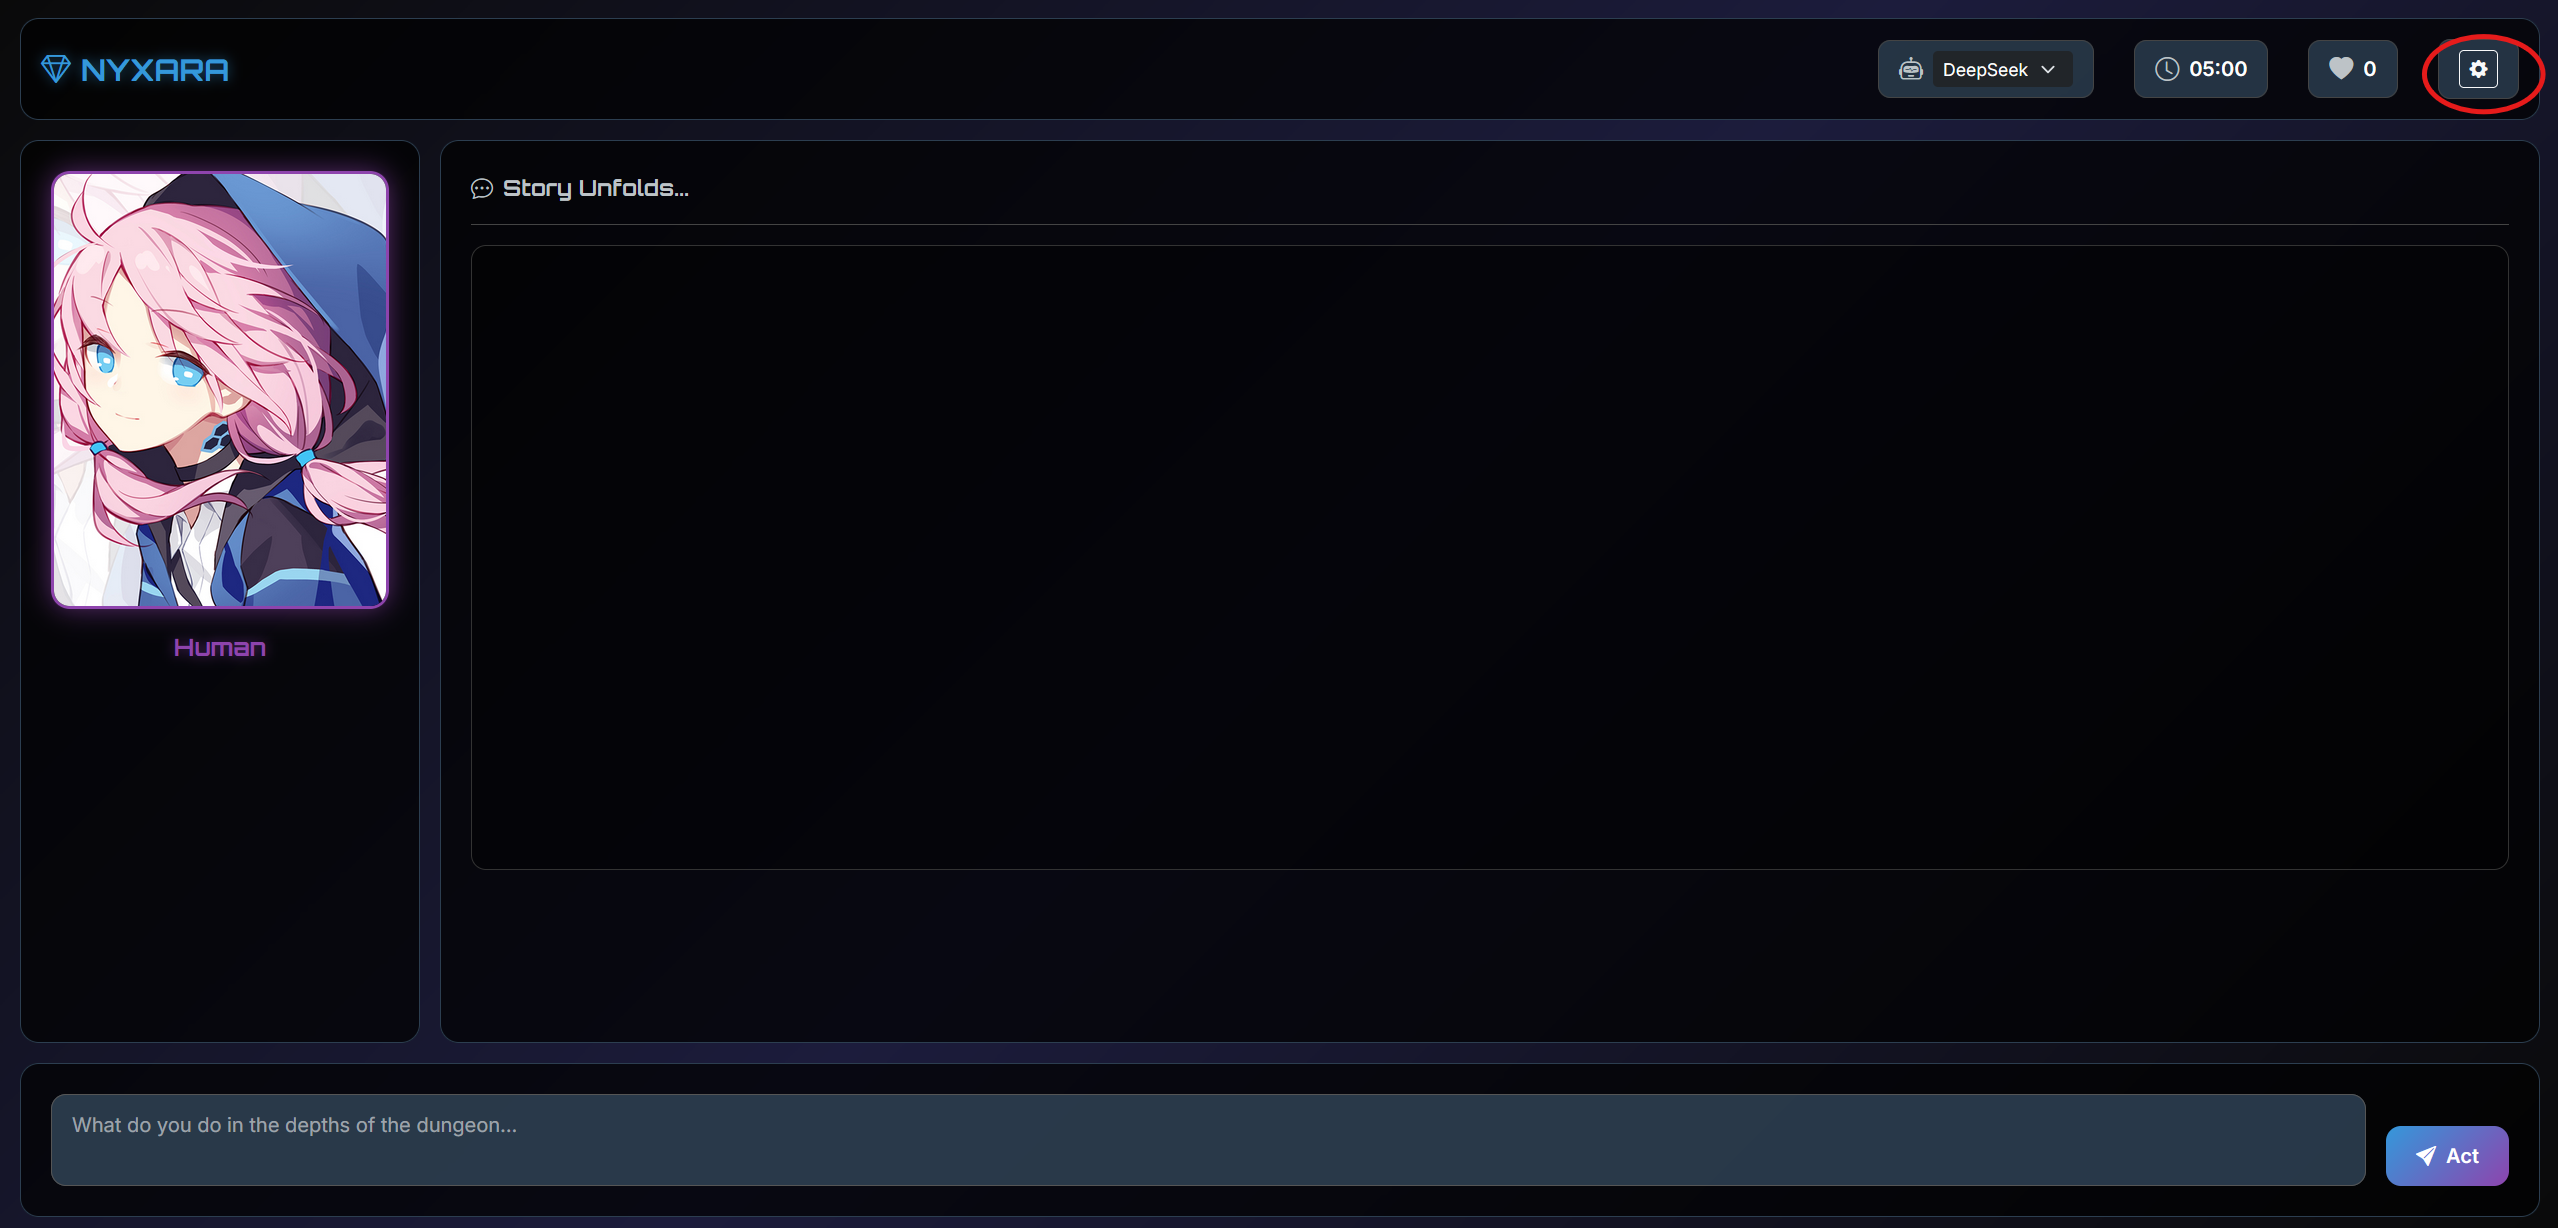 NYXARA
DeepSeek
05:00
0
Story Unfolds...
Human
What do you do in the depths of the dungeon...
Act